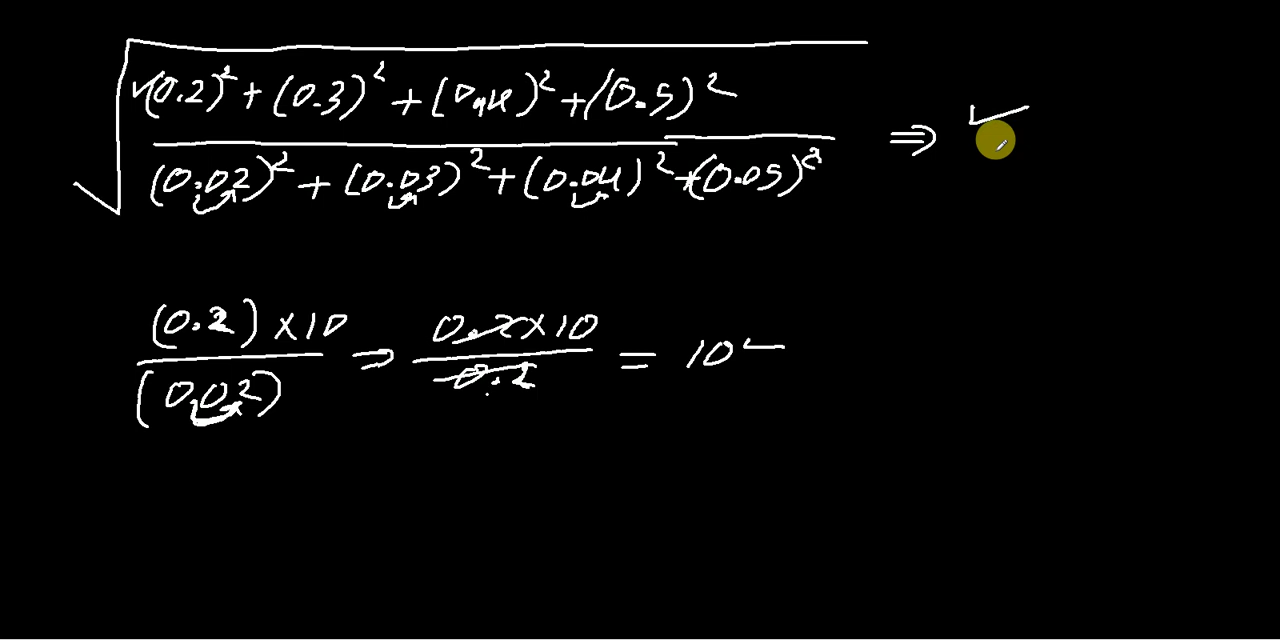 √(((0.2)² + (0.3)² + (0.4)² + (0.5)²) / ((0.02)² + (0.03)² + (0.04)² + (0.05)²)) ⇒ √
(0.2) × 10 / (0.02) ⇒ 0.2 × 10 / 0.2 = 10